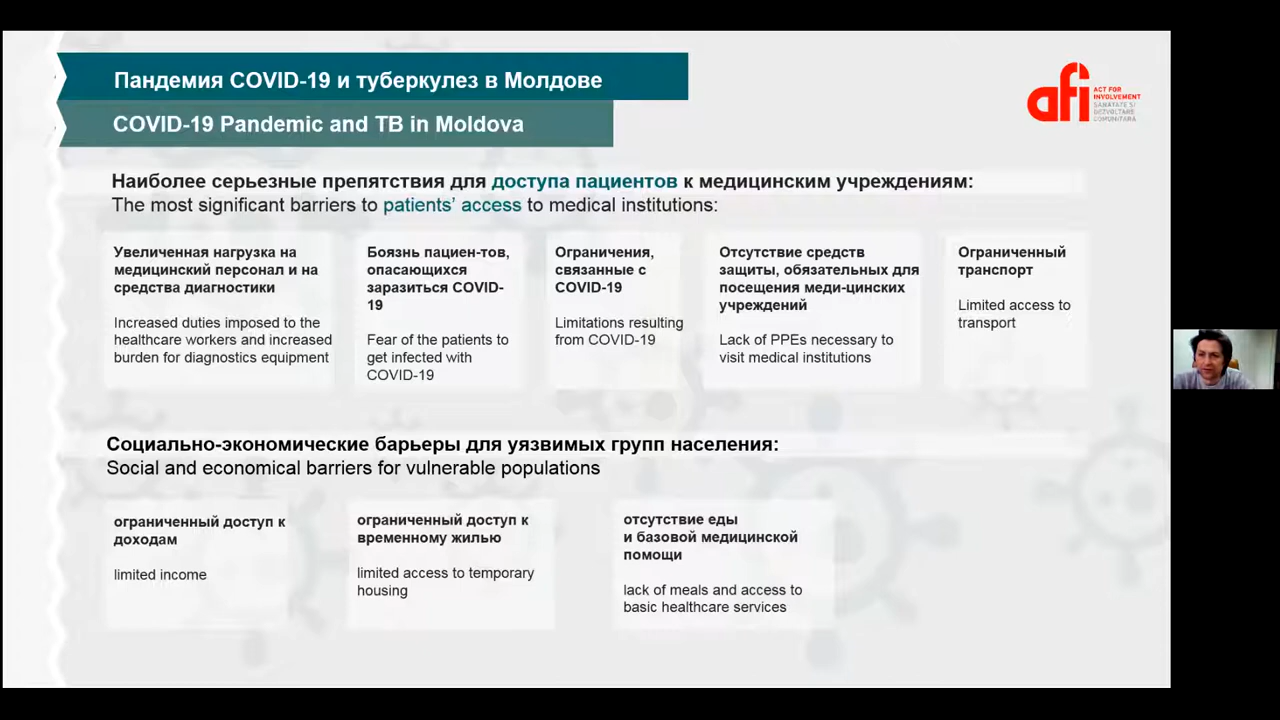 Пандемия COVID-19 и туберкулез в Молдове
COVID-19 Pandemic and TB in Moldova
afi
ACT FOR
INVOLVEMENT
SANATATE SI
DEZVOLTARE
COMUNITARA
Наиболее серьезные препятствия для доступа пациентов к медицинским учреждениям:
The most significant barriers to patients’ access to medical institutions:
Увеличенная нагрузка на
медицинский персонал и на
средства диагностики
Increased duties imposed to the
healthcare workers and increased
burden for diagnostics equipment
Боязнь пациен-тов,
опасающихся
заразиться COVID-
19
Fear of the patients to
get infected with
COVID-19
Ограничения,
связанные с
COVID-19
Limitations resulting
from COVID-19
Отсутствие средств
защиты, обязательных для
посещения меди-цинских
учреждений
Lack of PPEs necessary to
visit medical institutions
Ограниченный
транспорт
Limited access to
transport
Социально-экономические барьеры для уязвимых групп населения:
Social and economical barriers for vulnerable populations
ограниченный доступ к
доходам
limited income
ограниченный доступ к
временному жилью
limited access to temporary
housing
отсутствие еды
и базовой медицинской
помощи
lack of meals and access to
basic healthcare services